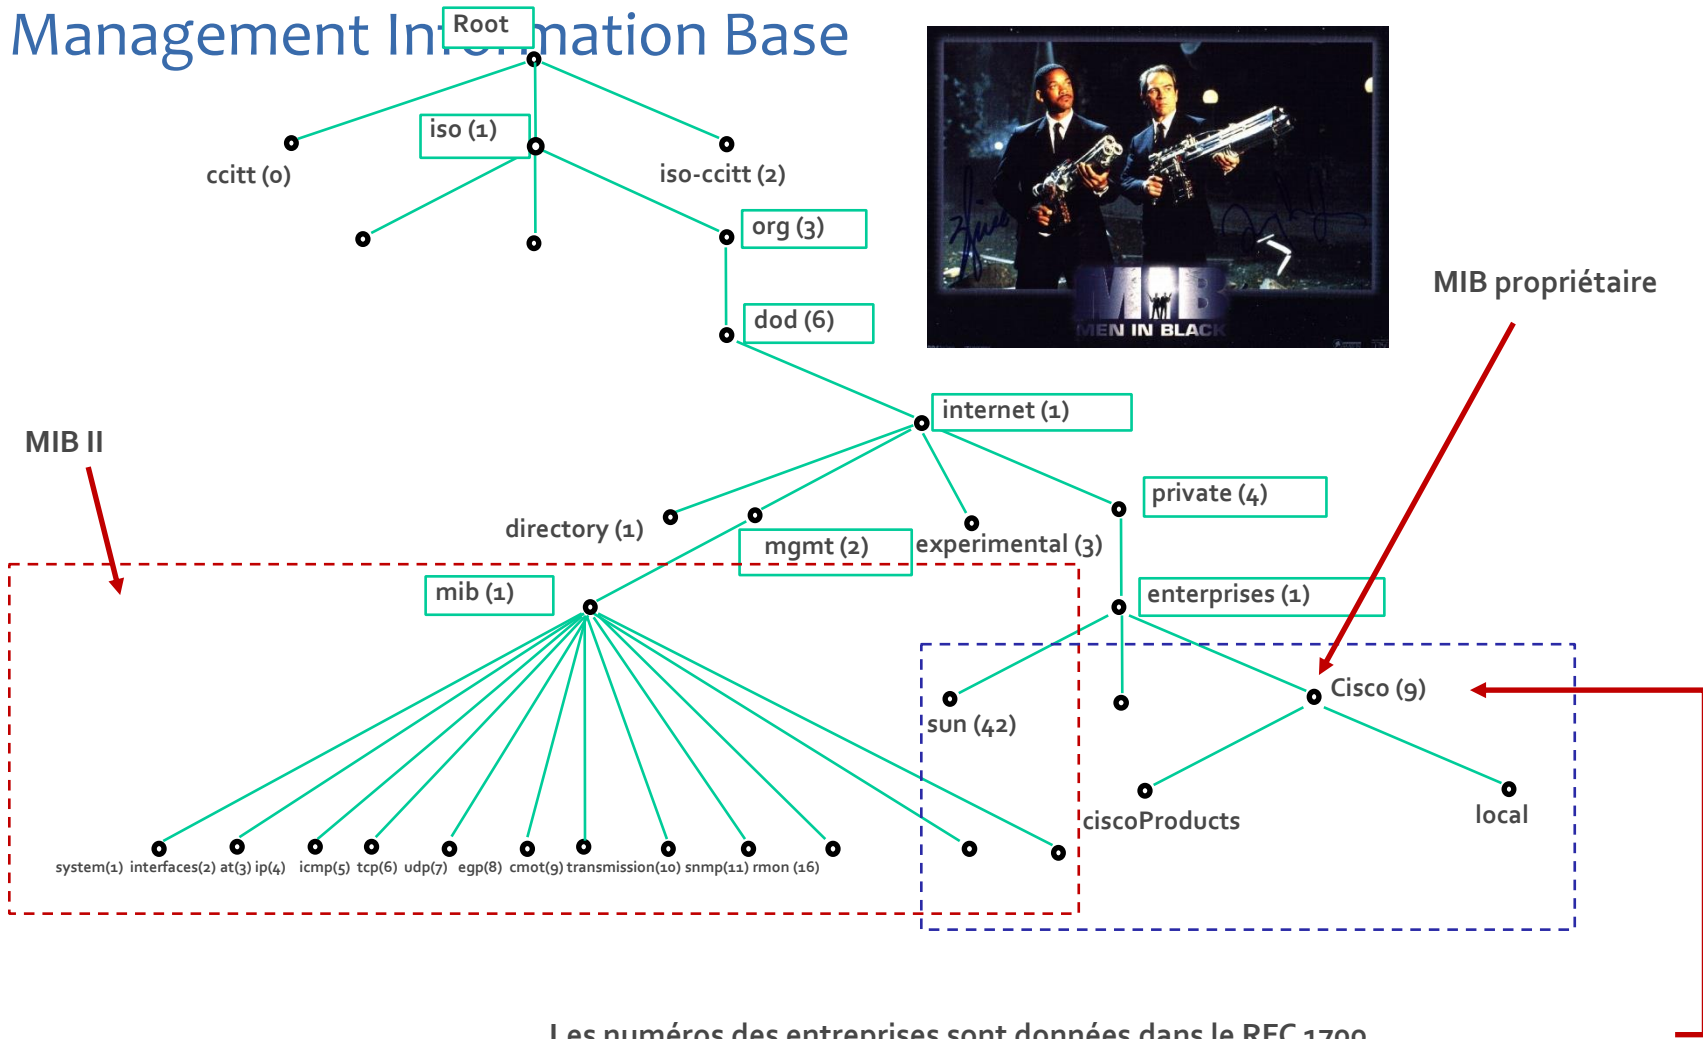 Management Information Base
Root
iso (1)
ccitt (0)
iso-ccitt (2)
org (3)
dod (6)
MIB
MEN IN BLACK
MIB propriétaire
internet (1)
MIB II
private (4)
directory (1)
mgmt (2)
experimental (3)
mib (1)
enterprises (1)
Cisco (9)
sun (42)
ciscoProducts
local
system(1) interfaces(2) at(3) ip(4) icmp(5) tcp(6) udp(7) egp(8) cmot(9) transmission(10) snmp(11) rmon (16)
Les numéros des entreprises sont données dans le RFC 1700